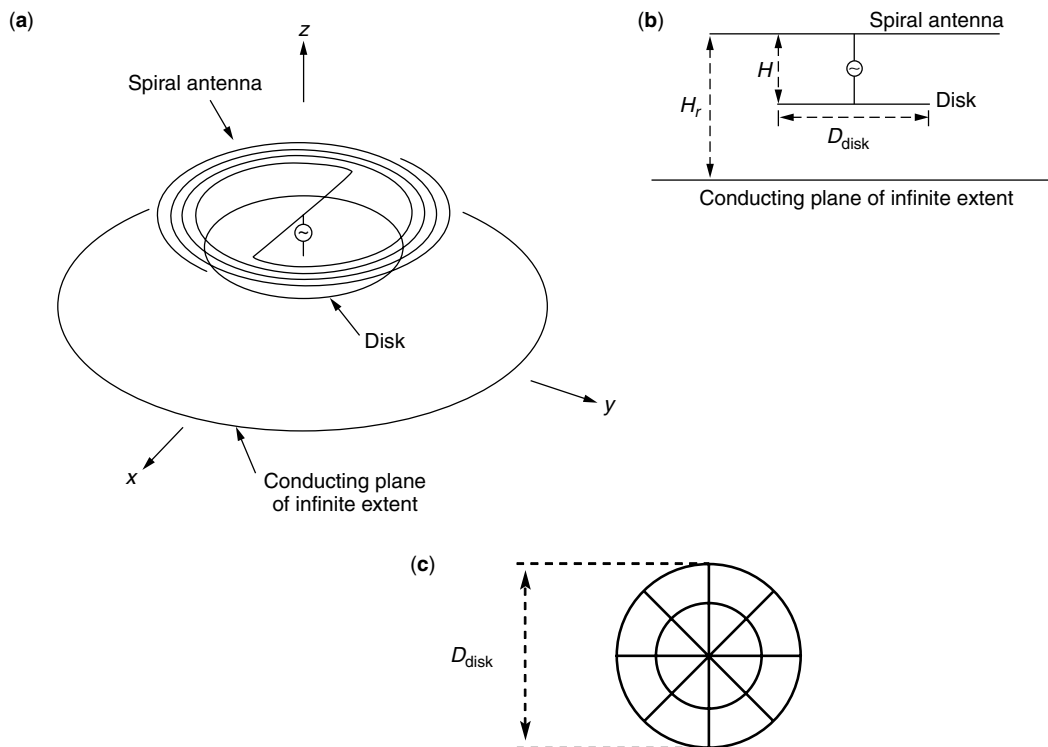 (a)
z
Spiral antenna
Disk
y
x
Conducting plane
of infinite extent
(b)
Spiral antenna
H
H_r
Disk
D_disk
Conducting plane of infinite extent
(c)
D_disk